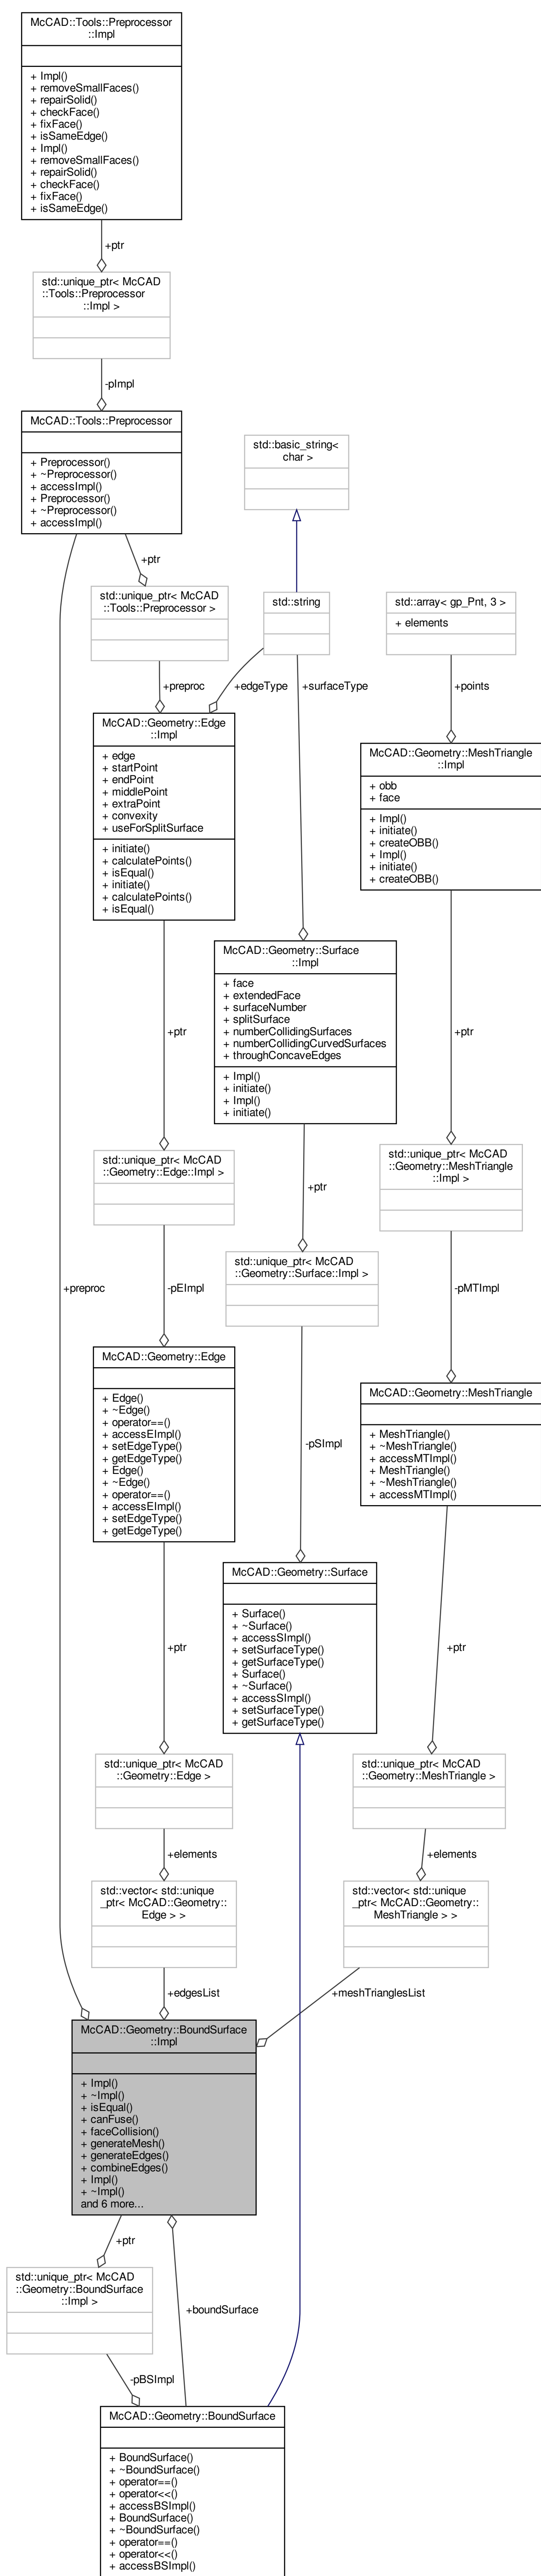 McCAD::Tools::Preprocessor
::Impl
+ Impl()
+ removeSmallFaces()
+ repairSolid()
+ checkFace()
+ fixFace()
+ isSameEdge()
+ Impl()
+ removeSmallFaces()
+ repairSolid()
+ checkFace()
+ fixFace()
+ isSameEdge()
+ptr
std::unique_ptr< McCAD
::Tools::Preprocessor
::Impl >
-pImpl
McCAD::Tools::Preprocessor
+ Preprocessor()
+ ~Preprocessor()
+ accessImpl()
+ Preprocessor()
+ ~Preprocessor()
+ accessImpl()
std::basic_string<
char >
+ptr
std::unique_ptr< McCAD
::Tools::Preprocessor >
std::string
std::array< gp_Pnt, 3 >
+ elements
+preproc
+edgeType
+surfaceType
+points
McCAD::Geometry::Edge
::Impl
+ edge
+ startPoint
+ endPoint
+ middlePoint
+ extraPoint
+ convexity
+ useForSplitSurface
+ initiate()
+ calculatePoints()
+ isEqual()
+ initiate()
+ calculatePoints()
+ isEqual()
McCAD::Geometry::MeshTriangle
::Impl
+ obb
+ face
+ Impl()
+ initiate()
+ createOBB()
+ Impl()
+ initiate()
+ createOBB()
McCAD::Geometry::Surface
::Impl
+ face
+ extendedFace
+ surfaceNumber
+ splitSurface
+ numberCollidingSurfaces
+ numberCollidingCurvedSurfaces
+ throughConcaveEdges
+ Impl()
+ initiate()
+ Impl()
+ initiate()
+ptr
+ptr
std::unique_ptr< McCAD
::Geometry::Edge::Impl >
std::unique_ptr< McCAD
::Geometry::MeshTriangle
::Impl >
+ptr
std::unique_ptr< McCAD
::Geometry::Surface::Impl >
+preproc
-pEImpl
-pMTImpl
McCAD::Geometry::Edge
+ Edge()
+ ~Edge()
+ operator==()
+ accessEImpl()
+ setEdgeType()
+ getEdgeType()
+ Edge()
+ ~Edge()
+ operator==()
+ accessEImpl()
+ setEdgeType()
+ getEdgeType()
McCAD::Geometry::MeshTriangle
+ MeshTriangle()
+ ~MeshTriangle()
+ accessMTImpl()
+ MeshTriangle()
+ ~MeshTriangle()
+ accessMTImpl()
-pSImpl
McCAD::Geometry::Surface
+ Surface()
+ ~Surface()
+ accessSImpl()
+ setSurfaceType()
+ getSurfaceType()
+ Surface()
+ ~Surface()
+ accessSImpl()
+ setSurfaceType()
+ getSurfaceType()
+ptr
+ptr
std::unique_ptr< McCAD
::Geometry::Edge >
std::unique_ptr< McCAD
::Geometry::MeshTriangle >
+elements
+elements
std::vector< std::unique
_ptr< McCAD::Geometry::
Edge > >
std::vector< std::unique
_ptr< McCAD::Geometry::
MeshTriangle > >
+edgesList
+meshTrianglesList
McCAD::Geometry::BoundSurface
::Impl
+ Impl()
+ ~Impl()
+ isEqual()
+ canFuse()
+ faceCollision()
+ generateMesh()
+ generateEdges()
+ combineEdges()
+ Impl()
+ ~Impl()
and 6 more...
+ptr
std::unique_ptr< McCAD
::Geometry::BoundSurface
::Impl >
+boundSurface
-pBSImpl
McCAD::Geometry::BoundSurface
+ BoundSurface()
+ ~BoundSurface()
+ operator==()
+ operator<<()
+ accessBSImpl()
+ BoundSurface()
+ ~BoundSurface()
+ operator==()
+ operator<<()
+ accessBSImpl()